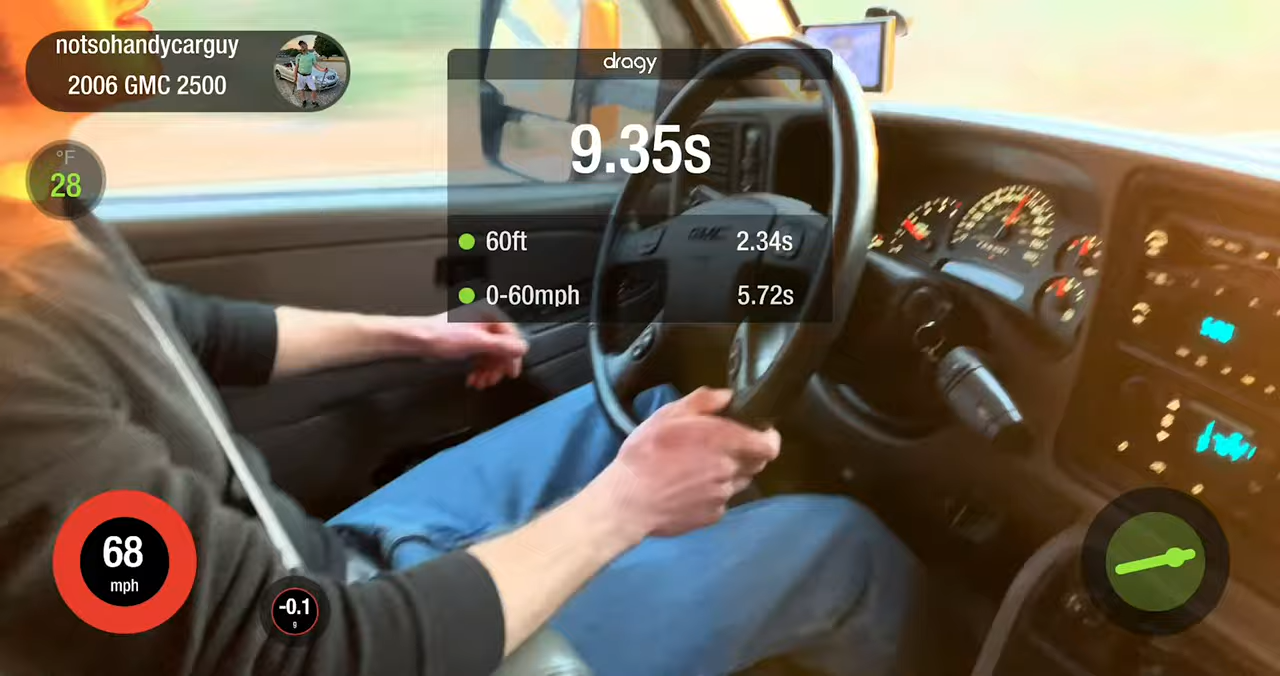 notsohandycarguy
2006 GMC 2500
°F
28
dragy
9.35s
60ft
2.34s
0-60mph
5.72s
GMC
68
mph
-0.1
g